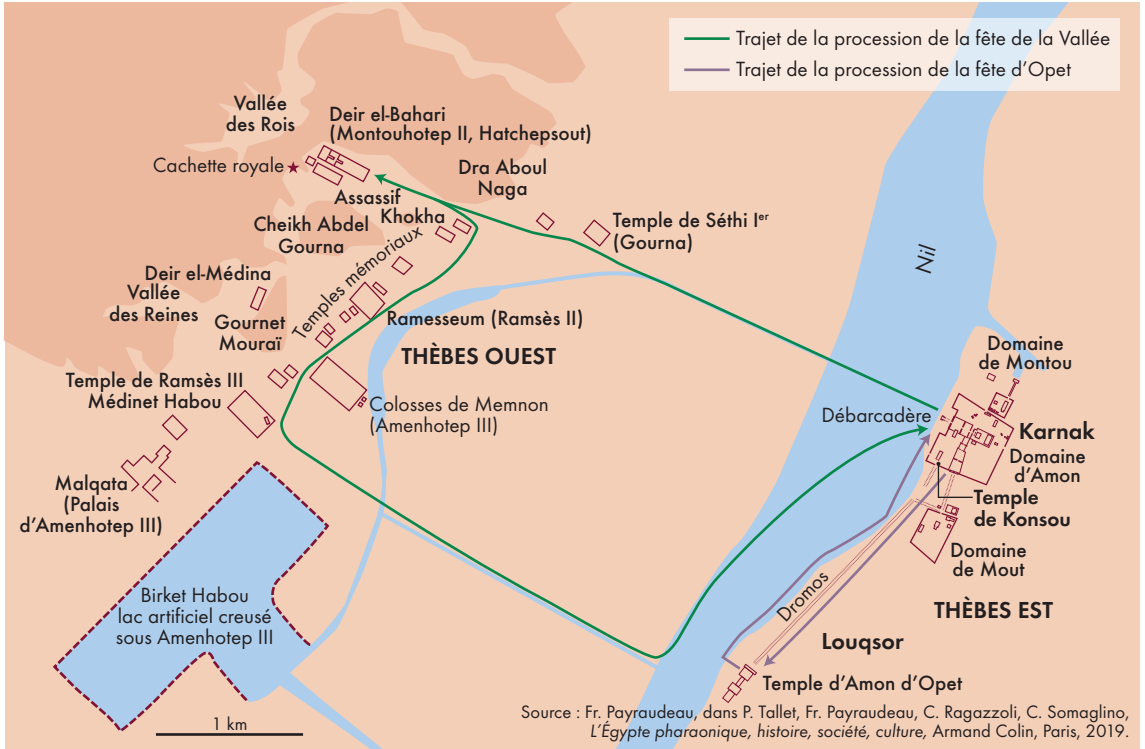 Trajet de la procession de la fête de la Vallée
Trajet de la procession de la fête d'Opet
Vallée
des Rois
Deir el-Bahari
(Montouhotep II, Hatchepsout)
Cachette royale
Dra Aboul
Naga
Assassif
Khokha
Cheikh Abdel
Gourna
Temple de Séthi Ier
(Gourna)
Nil
Temples mémoriaux
Deir el-Médina
Vallée
des Reines
Gournet
Mouraï
Ramesseum (Ramsès II)
THÈBES OUEST
Domaine
de Montou
Temple de Ramsès III
Médinet Habou
Colosses de Memnon
(Amenhotep III)
Débarcadère
Karnak
Domaine
d'Amon
Malqata
(Palais
d'Amenhotep III)
Temple
de Konsou
Domaine
de Mout
Birket Habou
lac artificiel creusé
sous Amenhotep III
Dromos
THÈBES EST
Louqsor
Temple d'Amon d'Opet
1 km
Source : Fr. Payraudeau, dans P. Tallet, Fr. Payraudeau, C. Ragazzoli, C. Somaglino,
L'Égypte pharaonique, histoire, société, culture, Armand Colin, Paris, 2019.